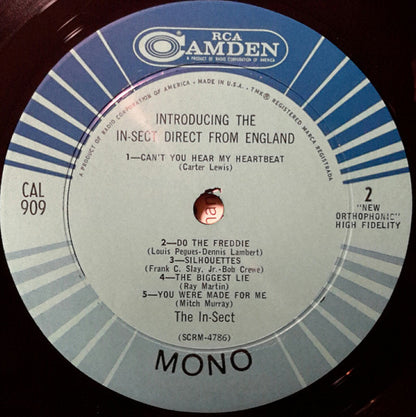 RCA
CAMDEN
A PRODUCT OF RADIO CORPORATION OF AMERICA
A PRODUCT OF RADIO CORPORATION OF AMERICA • MADE IN U.S.A. • TMK ® REGISTERED MARCA REGISTRADA
INTRODUCING THE
IN-SECT DIRECT FROM ENGLAND
1—CAN'T YOU HEAR MY HEARTBEAT
(Carter Lewis)
CAL
909
2
"NEW
ORTHOPHONIC"
HIGH FIDELITY
2—DO THE FREDDIE
(Louis Pegues-Dennis Lambert)
3—SILHOUETTES
(Frank C. Slay, Jr.-Bob Crewe)
4—THE BIGGEST LIE
(Ray Martin)
5—YOU WERE MADE FOR ME
(Mitch Murray)
The In-Sect
(SCRM-4786)
MONO